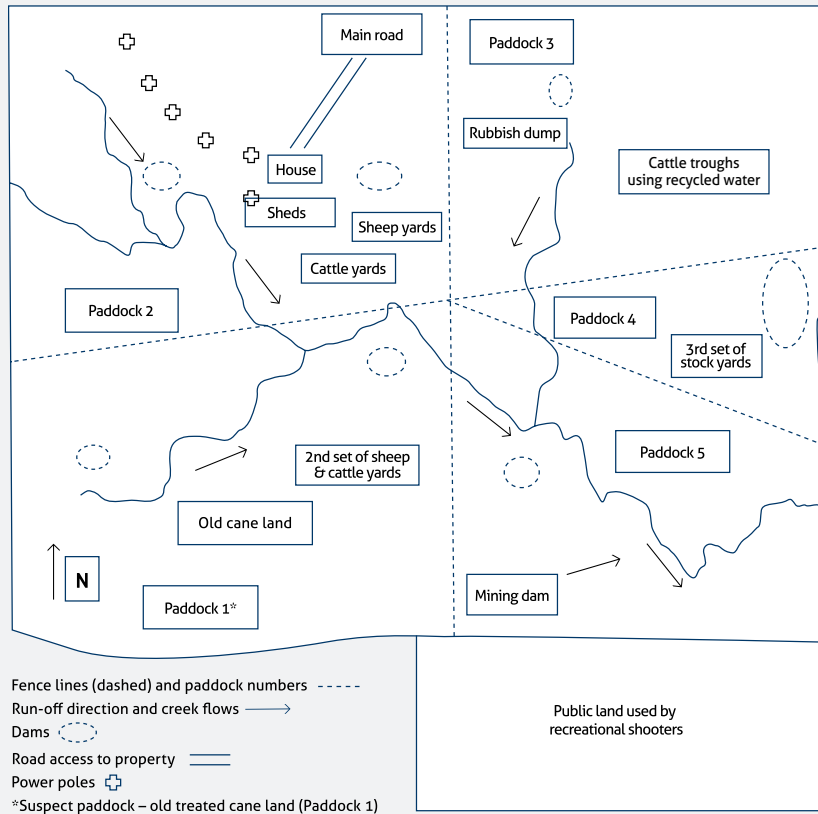 Main road
Paddock 3
Rubbish dump
House
Cattle troughs
using recycled water
Sheds
Sheep yards
Cattle yards
Paddock 2
Paddock 4
3rd set of
stock yards
2nd set of sheep
& cattle yards
Paddock 5
Old cane land
N
Paddock 1*
Mining dam
Fence lines (dashed) and paddock numbers
Run-off direction and creek flows
Dams
Road access to property
Power poles
*Suspect paddock – old treated cane land (Paddock 1)
Public land used by
recreational shooters